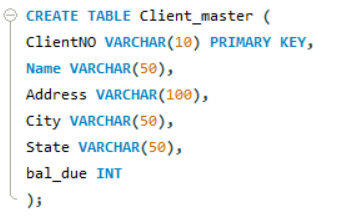 CREATE TABLE Client_master (
ClientNO VARCHAR(10) PRIMARY KEY,
Name VARCHAR(50),
Address VARCHAR(100),
City VARCHAR(50),
State VARCHAR(50),
bal_due INT
);